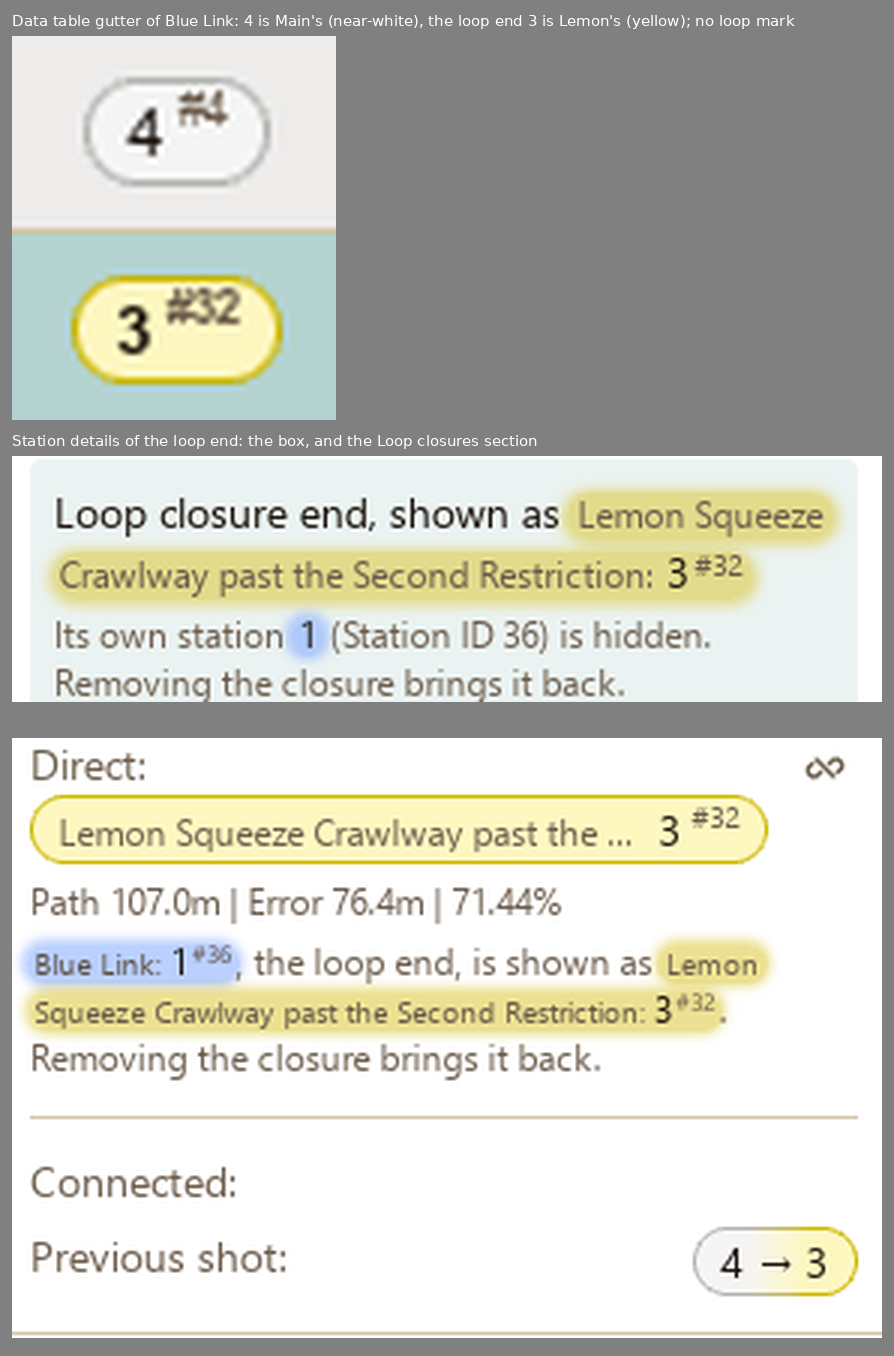 Data table gutter of Blue Link: 4 is Main's (near-white), the loop end 3 is Lemon's (yellow); no loop mark
4 #4
3 #32
Station details of the loop end: the box, and the Loop closures section
Loop closure end, shown as Lemon Squeeze
Crawlway past the Second Restriction: 3 #32
Its own station 1 (Station ID 36) is hidden.
Removing the closure brings it back.
Direct:
Lemon Squeeze Crawlway past the ... 3 #32
Path 107.0m | Error 76.4m | 71.44%
Blue Link: 1 #36, the loop end, is shown as Lemon
Squeeze Crawlway past the Second Restriction: 3 #32.
Removing the closure brings it back.
Connected:
Previous shot: 4 → 3